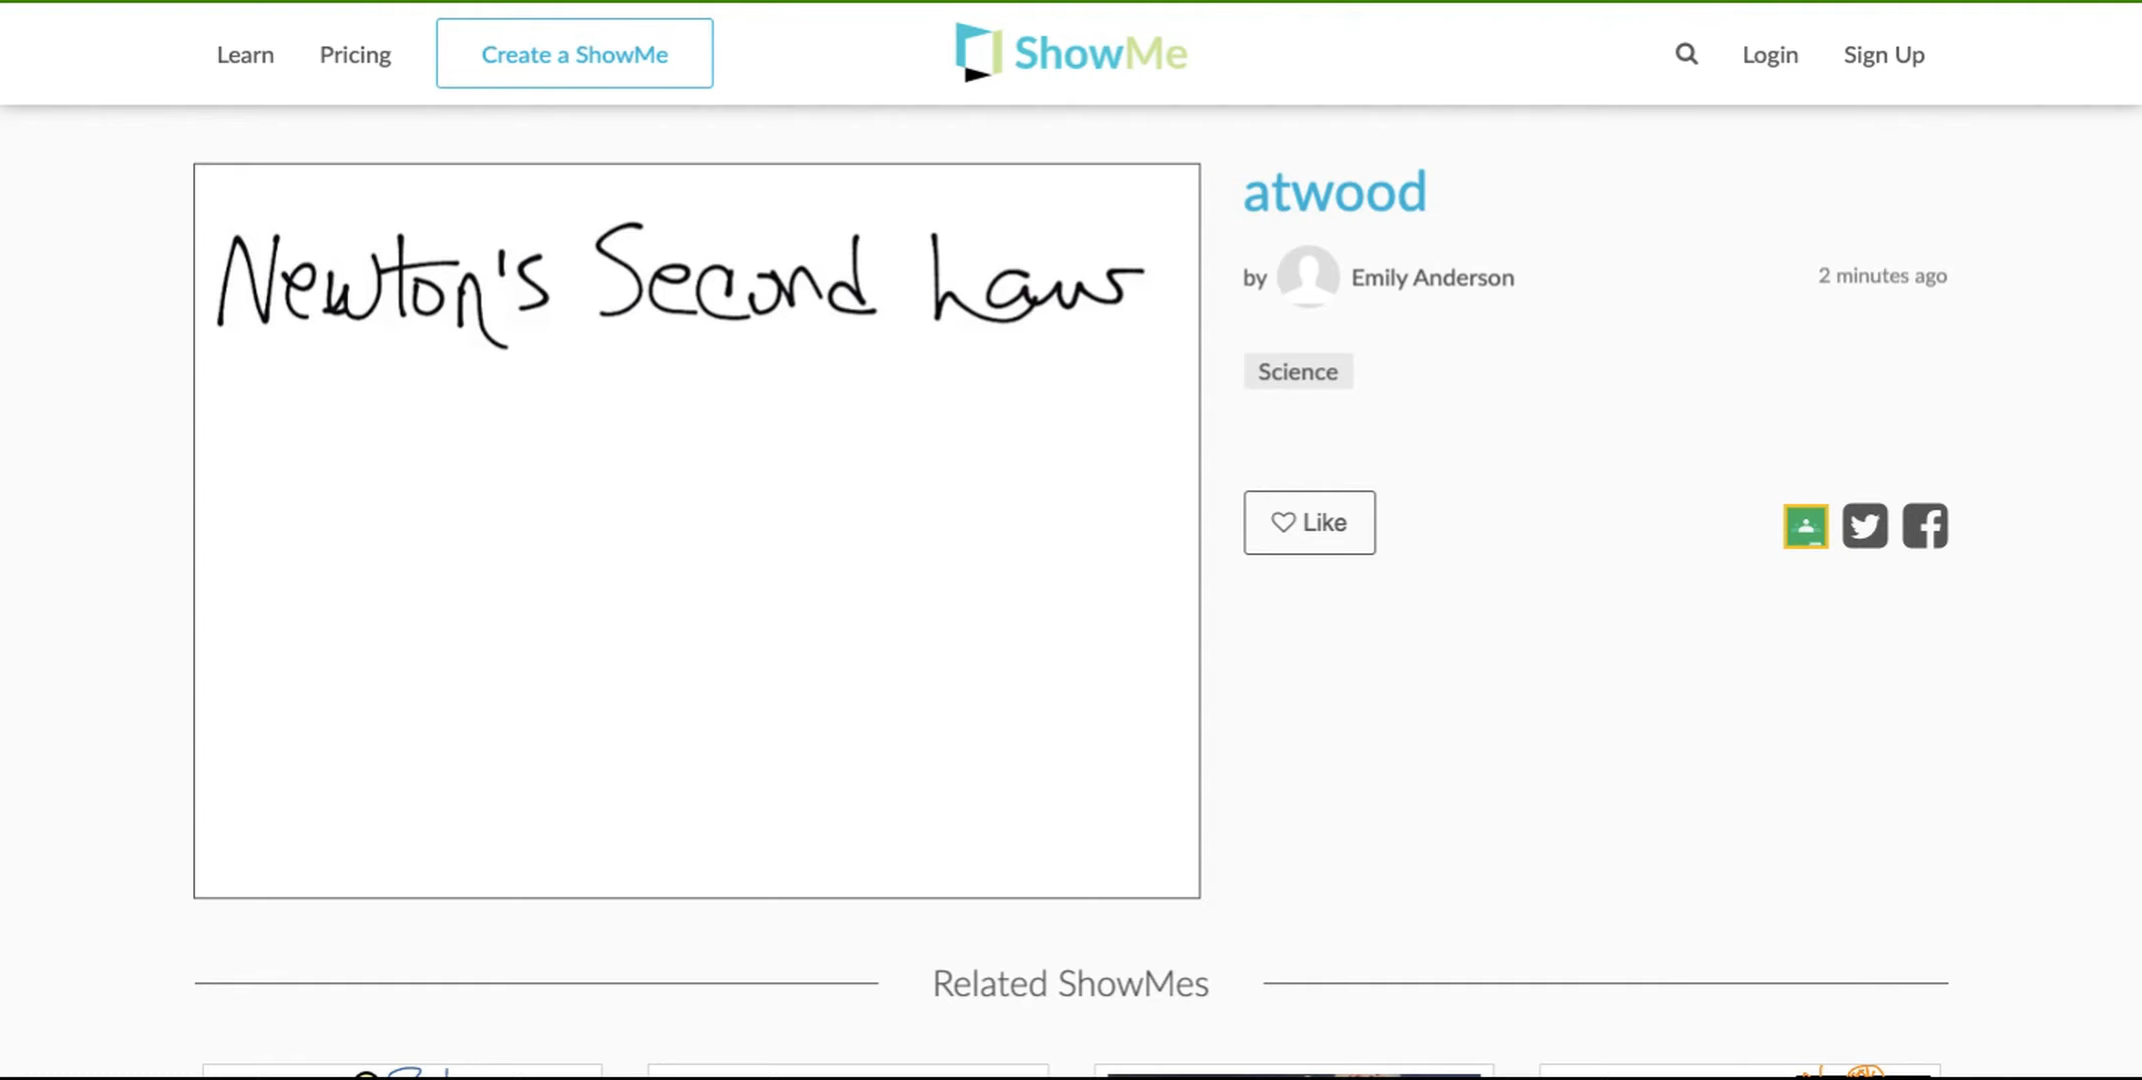 Learn Pricing Create a ShowMe ShowMe Login Sign Up
Newton's Second Law
atwood
by Emily Anderson 2 minutes ago
Science
Like
Related ShowMes